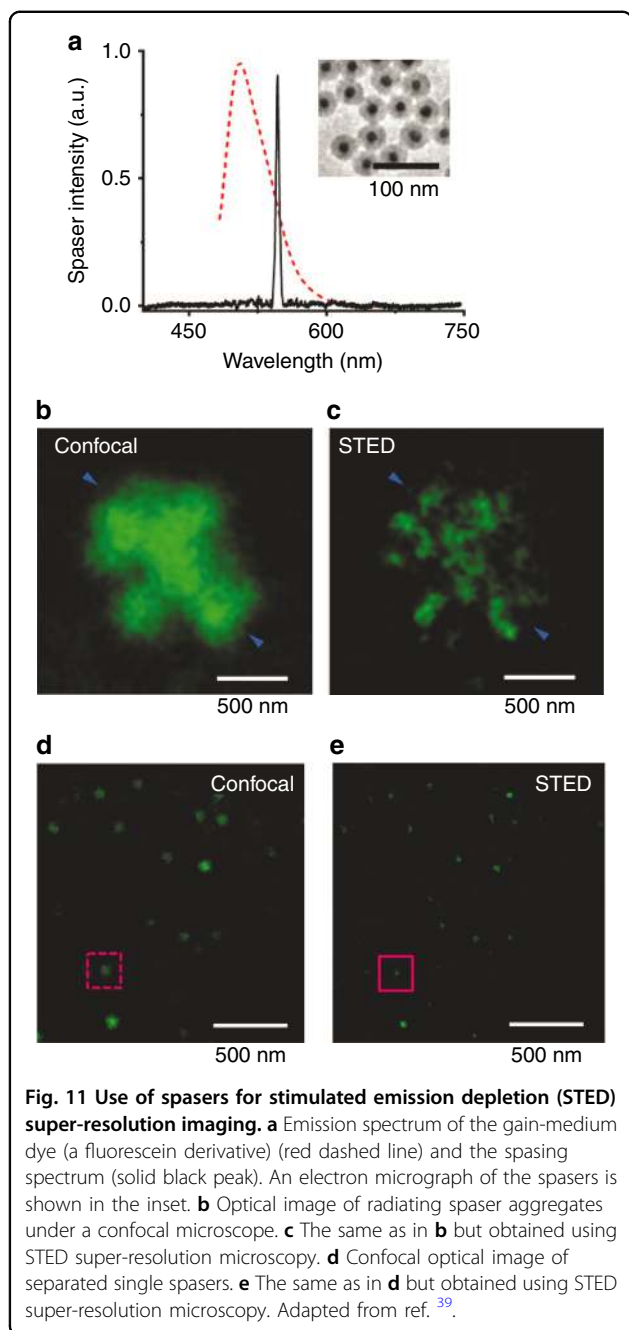 a
1.0
0.5
0.0
Spaser intensity (a.u.)
450
600
750
Wavelength (nm)
100 nm
b
Confocal
500 nm
c
STED
500 nm
d
Confocal
500 nm
e
STED
500 nm
Fig. 11 Use of spasers for stimulated emission depletion (STED)
super-resolution imaging. a Emission spectrum of the gain-medium
dye (a fluorescein derivative) (red dashed line) and the spasing
spectrum (solid black peak). An electron micrograph of the spasers is
shown in the inset. b Optical image of radiating spaser aggregates
under a confocal microscope. c The same as in b but obtained using
STED super-resolution microscopy. d Confocal optical image of
separated single spasers. e The same as in d but obtained using STED
super-resolution microscopy. Adapted from ref. 39.